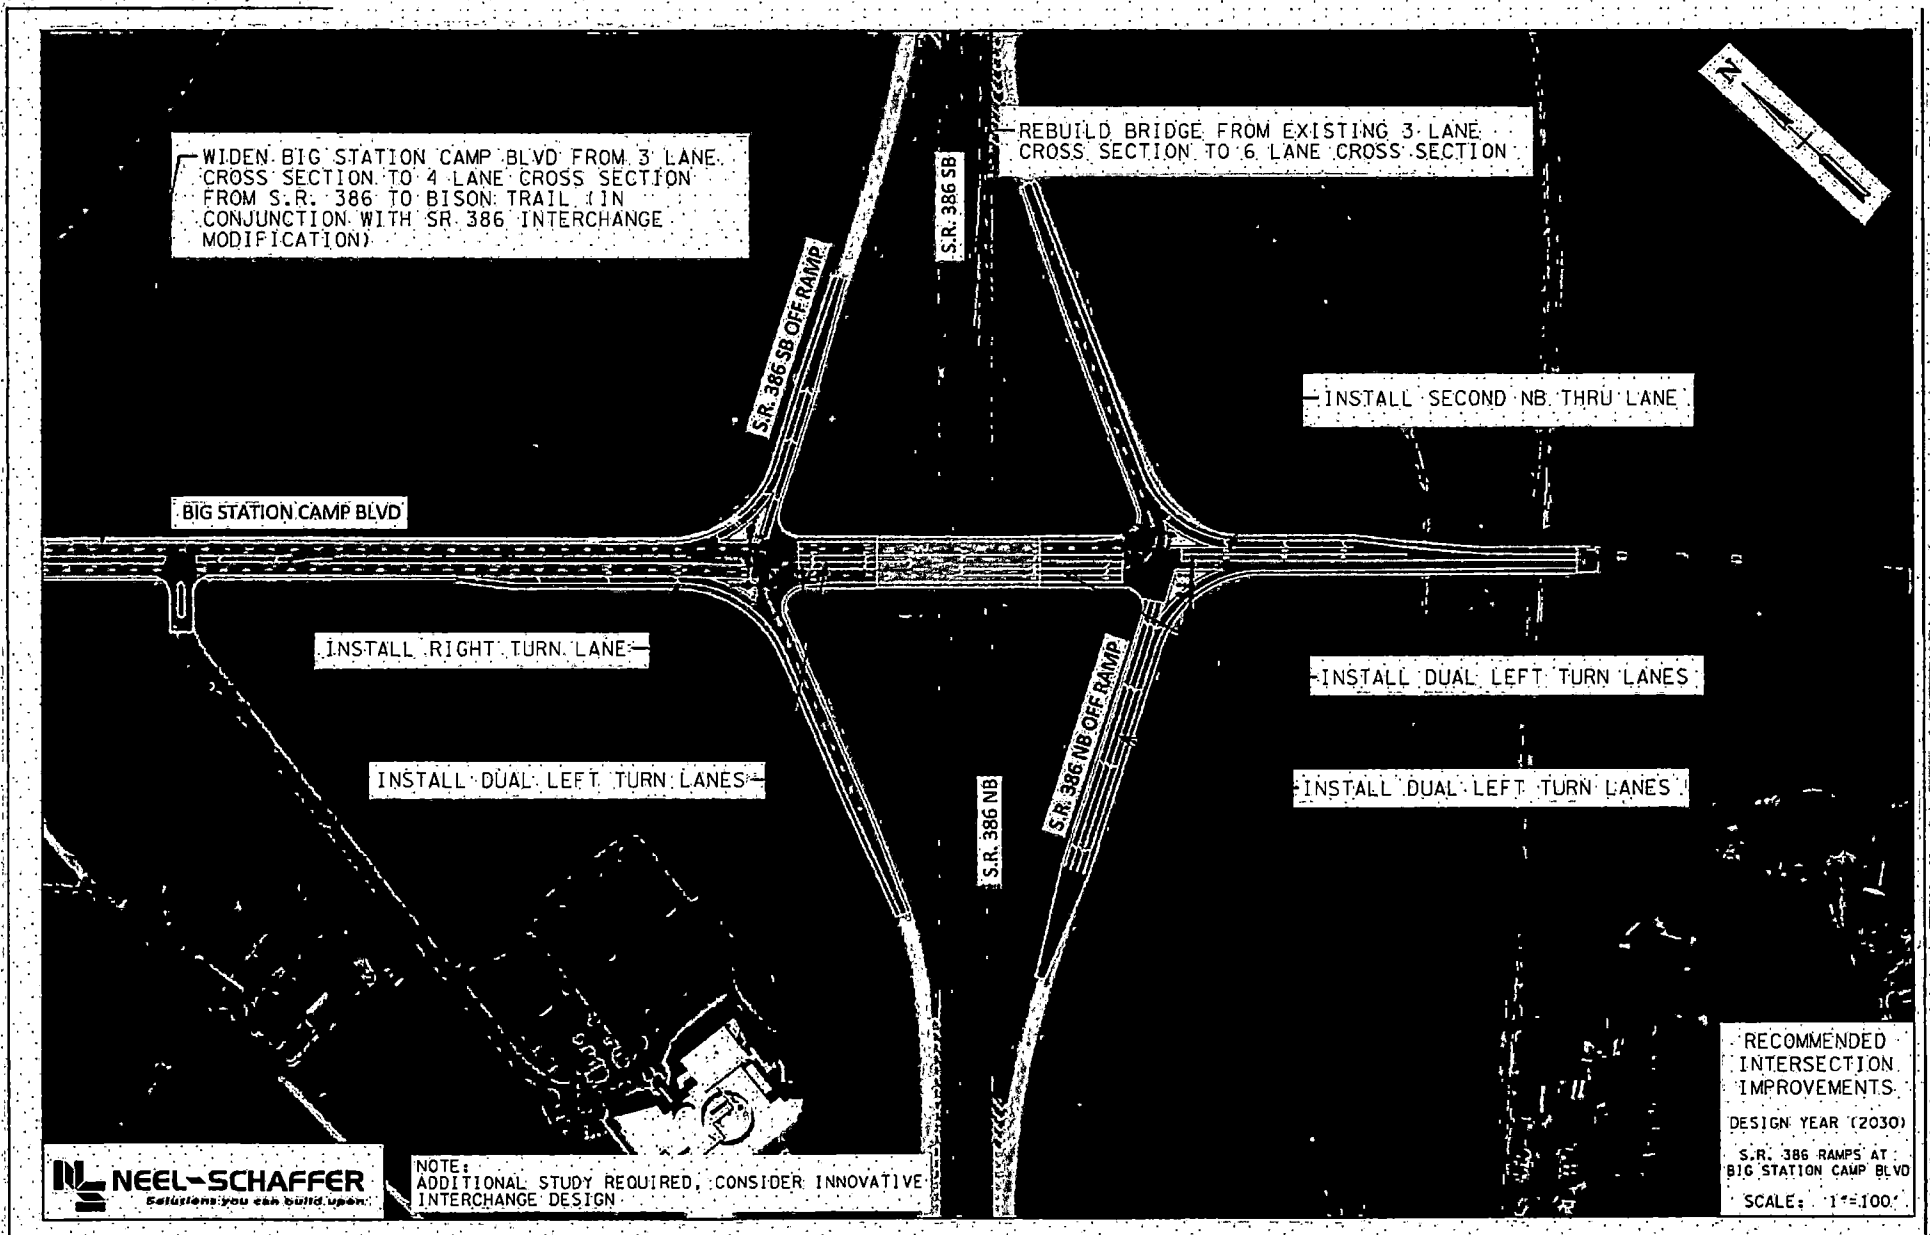 N
WIDEN BIG STATION CAMP BLVD FROM 3 LANE
CROSS SECTION TO 4 LANE CROSS SECTION
FROM S.R. 386 TO BISON TRAIL (IN
CONJUNCTION WITH SR 386 INTERCHANGE
MODIFICATION)
REBUILD BRIDGE FROM EXISTING 3 LANE
CROSS SECTION TO 6 LANE CROSS SECTION
S.R. 386 SB
S.R. 386 SB OFF RAMP
INSTALL SECOND NB THRU LANE
BIG STATION CAMP BLVD
INSTALL RIGHT TURN LANE
INSTALL DUAL LEFT TURN LANES
INSTALL DUAL LEFT TURN LANES
INSTALL DUAL LEFT TURN LANES
S.R. 386 NB OFF RAMP
S.R. 386 NB
NEEL-SCHAFFER
Solutions you can build upon
NOTE:
ADDITIONAL STUDY REQUIRED, CONSIDER INNOVATIVE
INTERCHANGE DESIGN
RECOMMENDED
INTERSECTION
IMPROVEMENTS
DESIGN YEAR (2030)
S.R. 386 RAMPS AT
BIG STATION CAMP BLVD
SCALE: 1"=100'